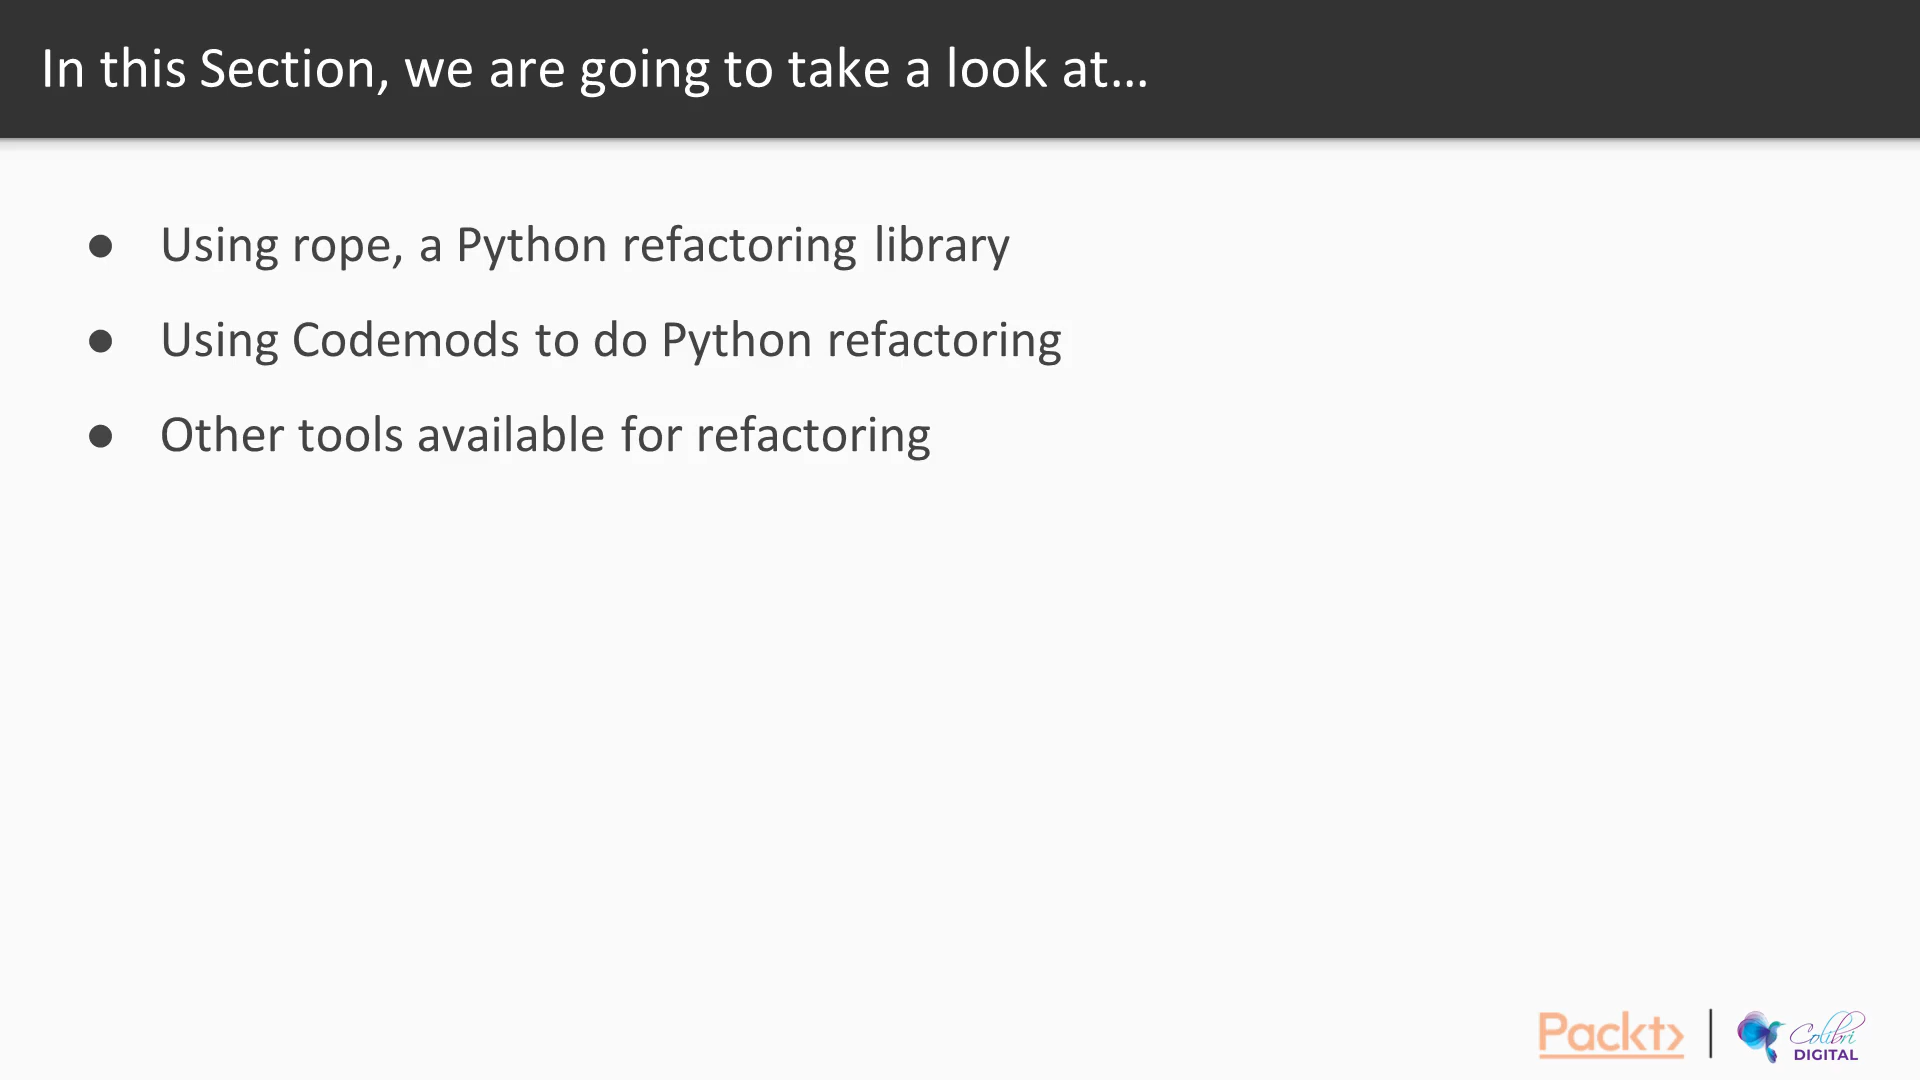 In this Section, we are going to take a look at…
● Using rope, a Python refactoring library
● Using Codemods to do Python refactoring
● Other tools available for refactoring
Packt>
Colibri
DIGITAL